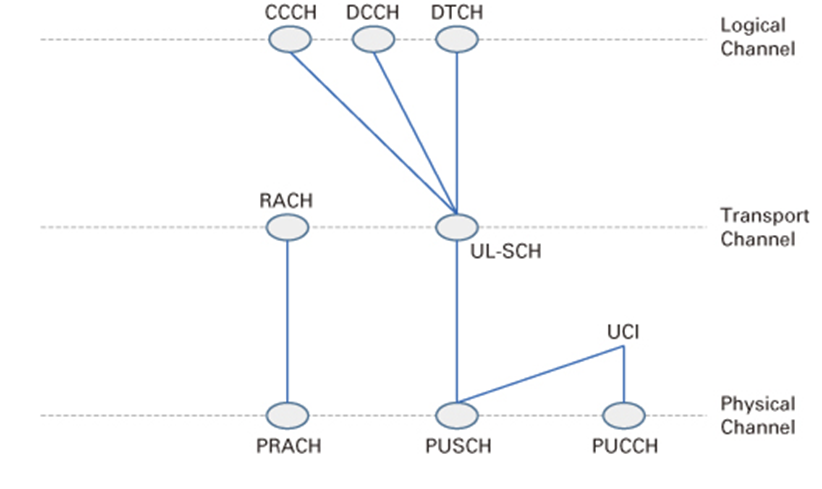 CCCH DCCH DTCH
Logical
Channel
RACH
Transport
Channel
UL-SCH
UCI
Physical
Channel
PRACH PUSCH PUCCH